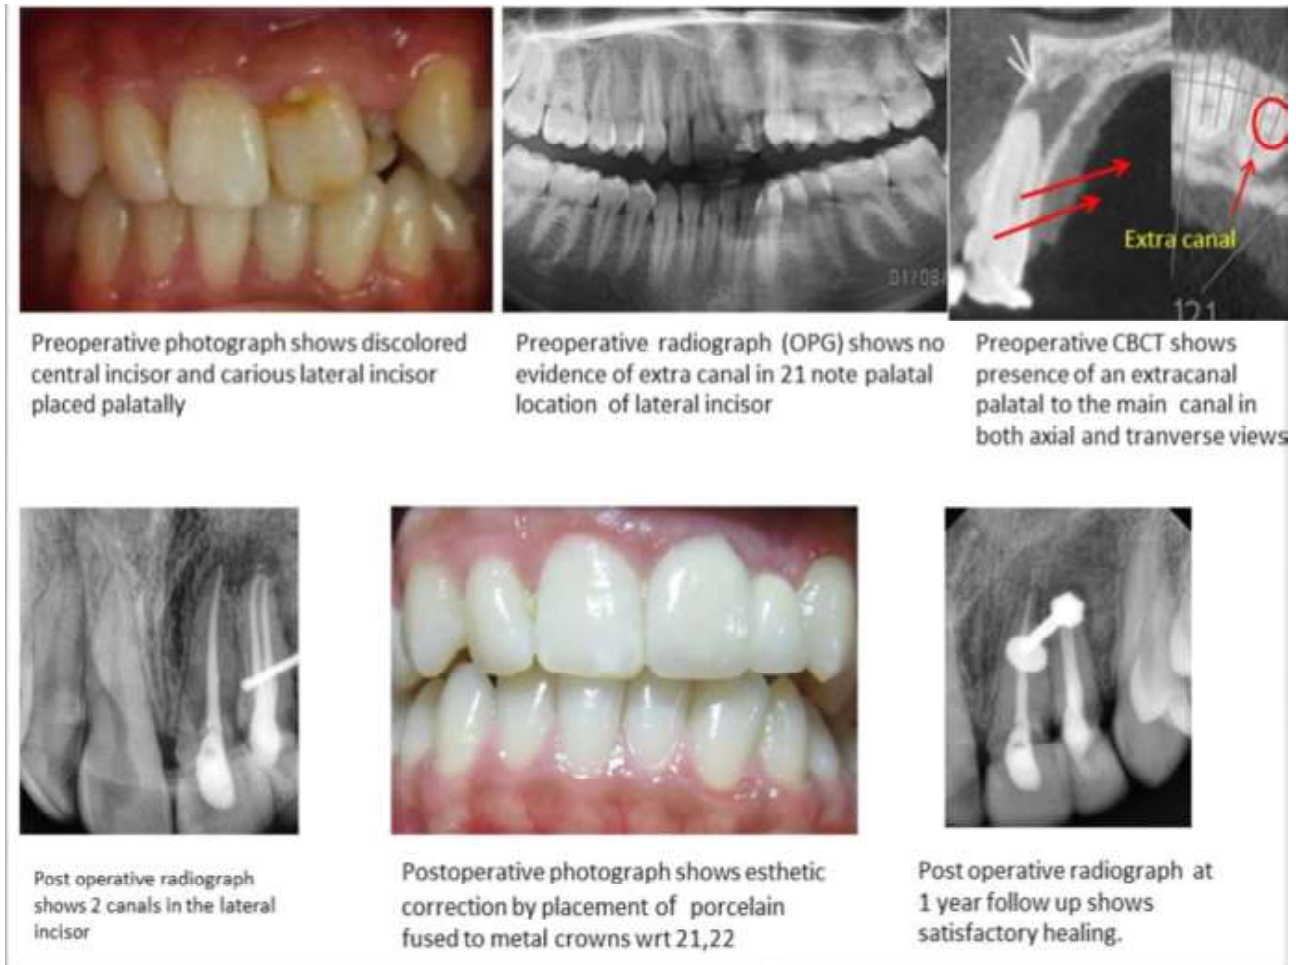 D1/08/
Extra canal
121
Preoperative photograph shows discolored
central incisor and carious lateral incisor
placed palatally
Preoperative radiograph (OPG) shows no
evidence of extra canal in 21 note palatal
location of lateral incisor
Preoperative CBCT shows
presence of an extracanal
palatal to the main canal in
both axial and tranverse views
Post operative radiograph
shows 2 canals in the lateral
incisor
Postoperative photograph shows esthetic
correction by placement of porcelain
fused to metal crowns wrt 21,22
Post operative radiograph at
1 year follow up shows
satisfactory healing.